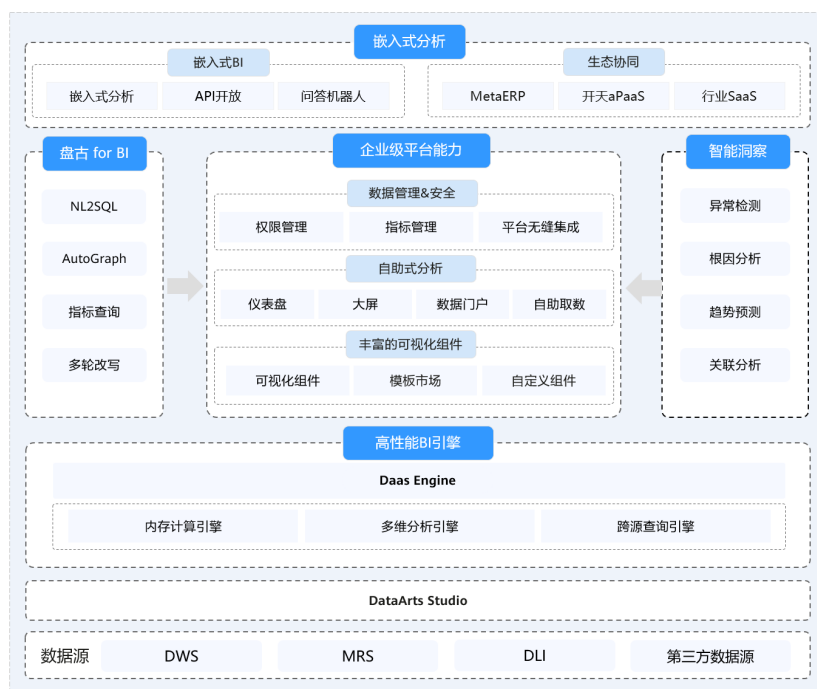 嵌入式分析
嵌入式BI
嵌入式分析
API开放
问答机器人
生态协同
MetaERP
开天aPaaS
行业SaaS
盘古 for BI
NL2SQL
AutoGraph
指标查询
多轮改写
企业级平台能力
数据管理&安全
权限管理
指标管理
平台无缝集成
自助式分析
仪表盘
大屏
数据门户
自助取数
丰富的可视化组件
可视化组件
模板市场
自定义组件
智能洞察
异常检测
根因分析
趋势预测
关联分析
高性能BI引擎
Daas Engine
内存计算引擎
多维分析引擎
跨源查询引擎
DataArts Studio
数据源
DWS
MRS
DLI
第三方数据源